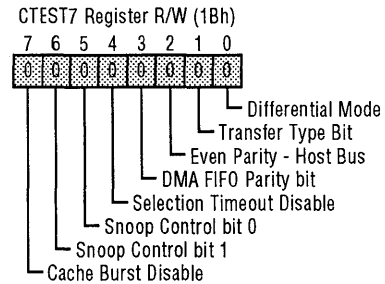 CTEST7 Register R/W (1Bh)
7 6 5 4 3 2 1 0
0 0 0 0 0 0 0 0
Differential Mode
Transfer Type Bit
Even Parity - Host Bus
DMA FIFO Parity bit
Selection Timeout Disable
Snoop Control bit 0
Snoop Control bit 1
Cache Burst Disable